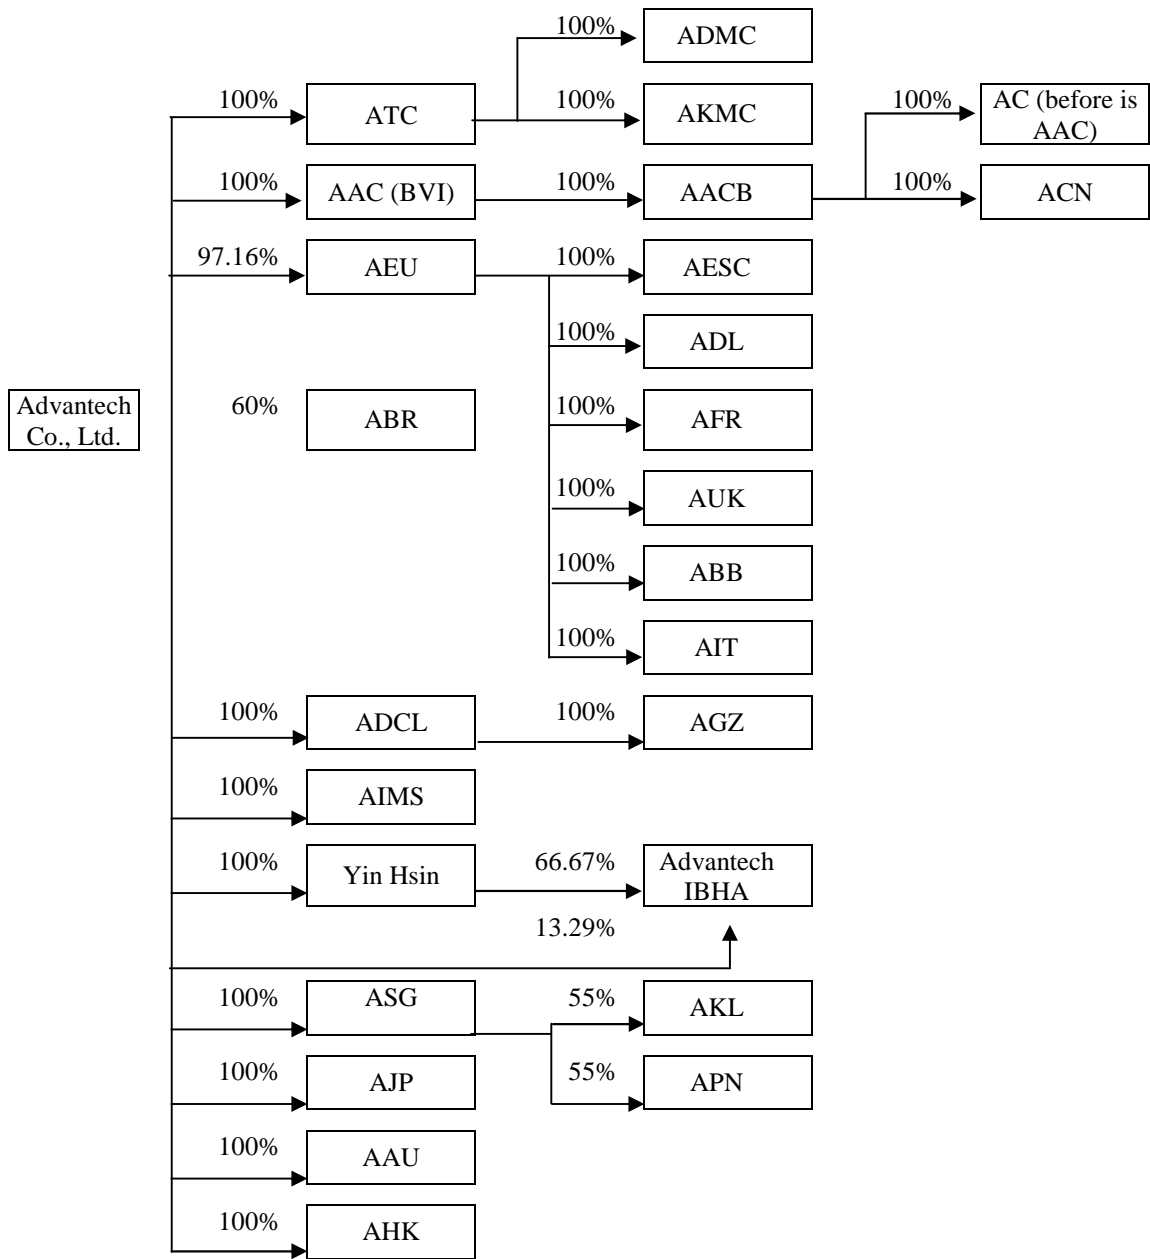 100%
ADMC
100%
ATC
100%
AKMC
100%
AC (before is
AAC)
100%
AAC (BVI)
100%
AACB
100%
ACN
97.16%
AEU
100%
AESC
100%
ADL
Advantech
Co., Ltd.
60%
ABR
100%
AFR
100%
AUK
100%
ABB
100%
AIT
100%
ADCL
100%
AGZ
100%
AIMS
100%
Yin Hsin
66.67%
Advantech
IBHA
13.29%
100%
ASG
55%
AKL
100%
AJP
55%
APN
100%
AAU
100%
AHK